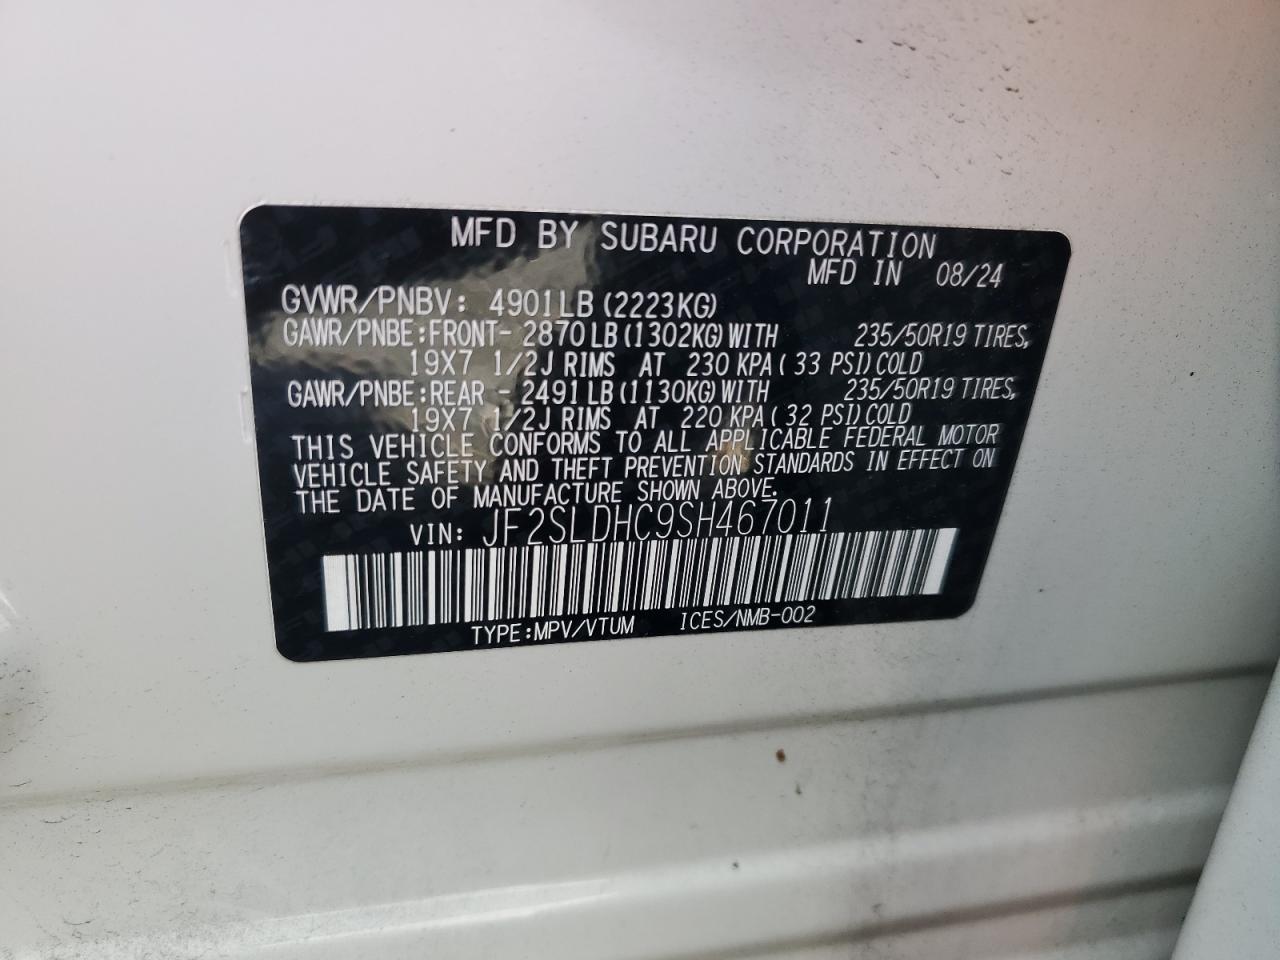 MFD BY SUBARU CORPORATION
MFD IN 08/24
GVWR/PNBV: 4901LB (2223KG)
GAWR/PNBE:FRONT- 2870LB (1302KG) WITH 235/50R19 TIRES,
19X7 1/2J RIMS AT 230 KPA ( 33 PSI) COLD
GAWR/PNBE:REAR - 2491LB (1130KG) WITH 235/50R19 TIRES,
19X7 1/2J RIMS AT 220 KPA ( 32 PSI) COLD
THIS VEHICLE CONFORMS TO ALL APPLICABLE FEDERAL MOTOR
VEHICLE SAFETY AND THEFT PREVENTION STANDARDS IN EFFECT ON
THE DATE OF MANUFACTURE SHOWN ABOVE.
VIN: JF2SLDHC9SH467011
TYPE:MPV/VTUM ICES/NMB-002